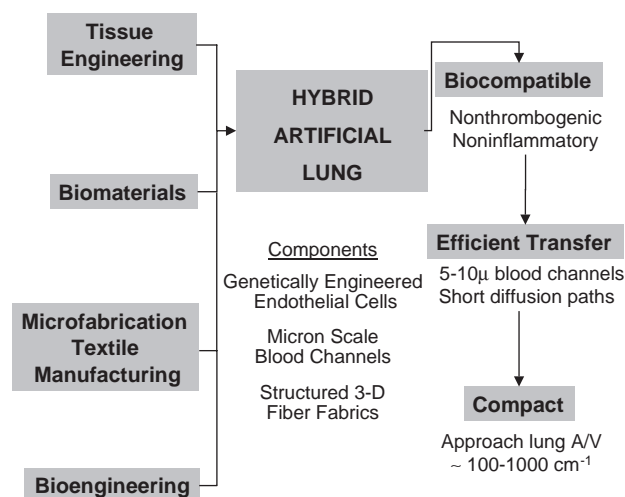 Tissue
Engineering
Biomaterials
Microfabrication
Textile
Manufacturing
Bioengineering
HYBRID
ARTIFICIAL
LUNG
Components
Genetically Engineered
Endothelial Cells
Micron Scale
Blood Channels
Structured 3-D
Fiber Fabrics
Biocompatible
Nonthrombogenic
Noninflammatory
Efficient Transfer
5-10μ blood channels
Short diffusion paths
Compact
Approach lung A/V
~ 100-1000 cm⁻¹